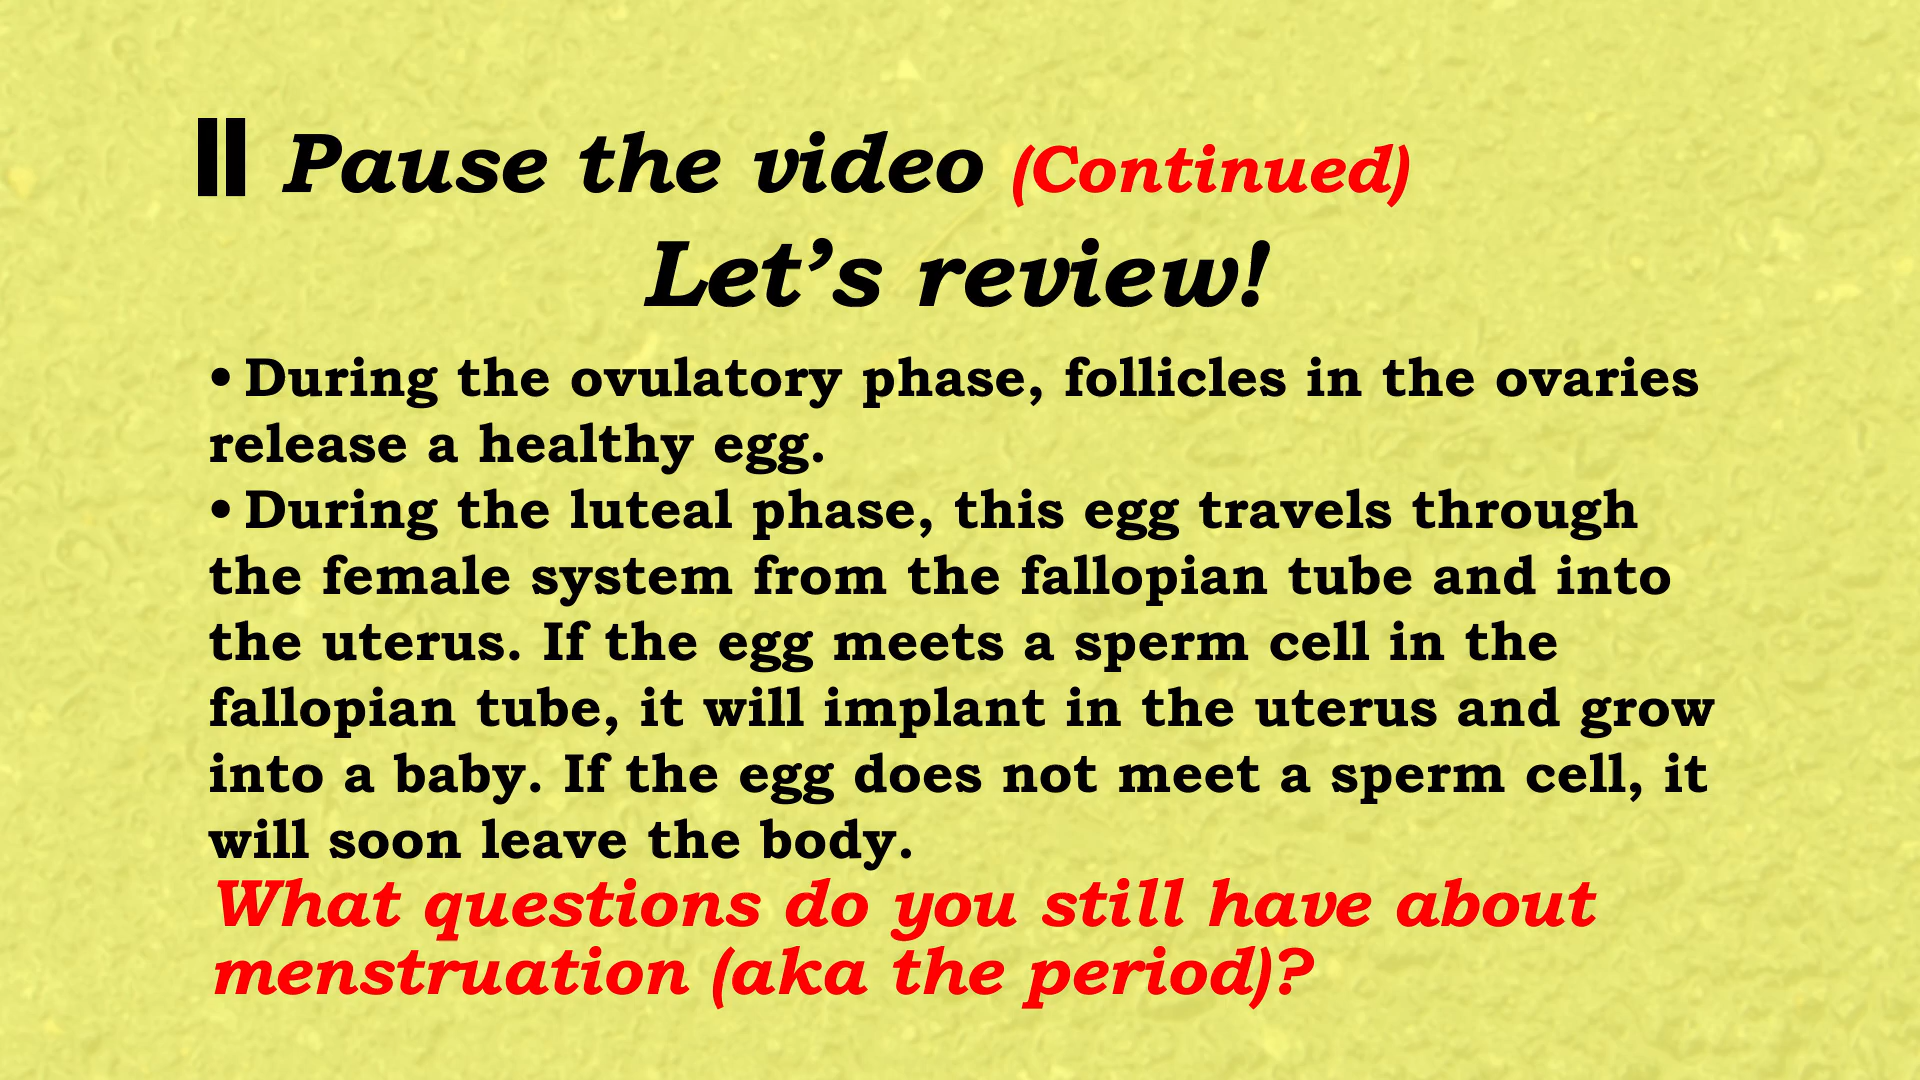 Pause the video (Continued)
Let’s review!
• During the ovulatory phase, follicles in the ovaries
release a healthy egg.
• During the luteal phase, this egg travels through
the female system from the fallopian tube and into
the uterus. If the egg meets a sperm cell in the
fallopian tube, it will implant in the uterus and grow
into a baby. If the egg does not meet a sperm cell, it
will soon leave the body.
What questions do you still have about
menstruation (aka the period)?